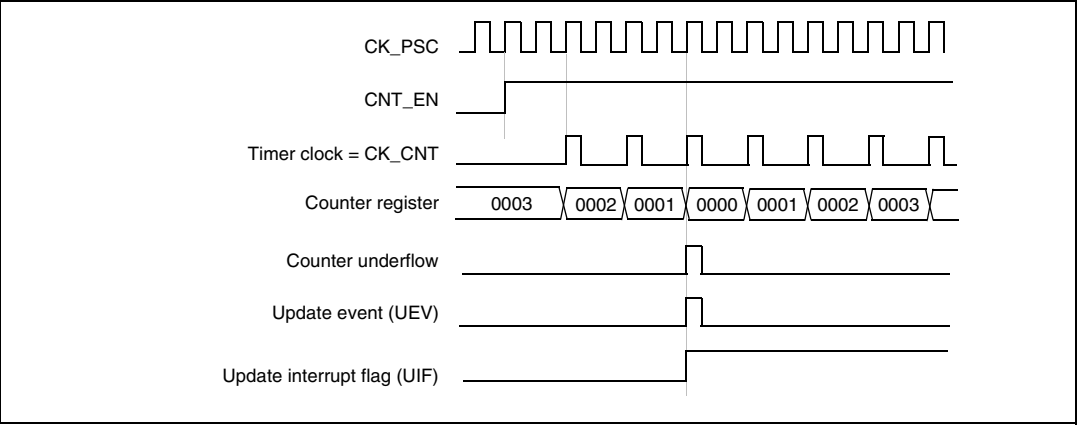 CK_PSC
CNT_EN
Timer clock = CK_CNT
Counter register 0003 0002 0001 0000 0001 0002 0003
Counter underflow
Update event (UEV)
Update interrupt flag (UIF)